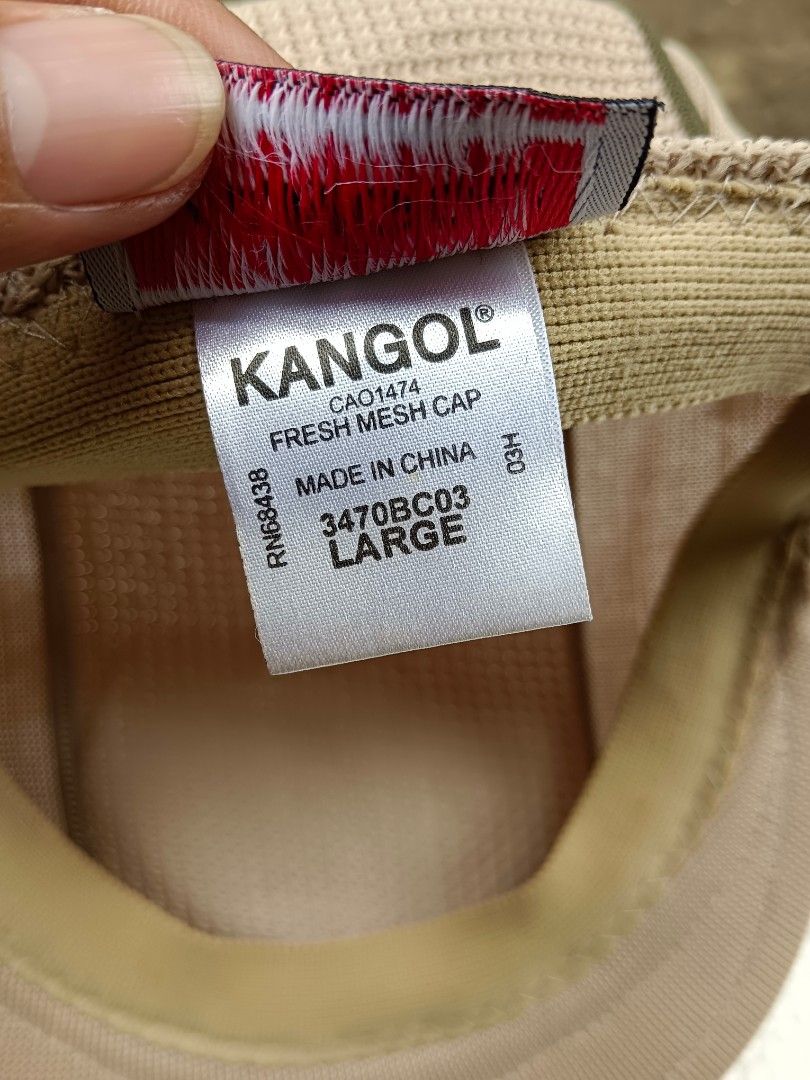 KANGOL®
CAO1474
FRESH MESH CAP
MADE IN CHINA
3470BC03
LARGE
RN68438
03H